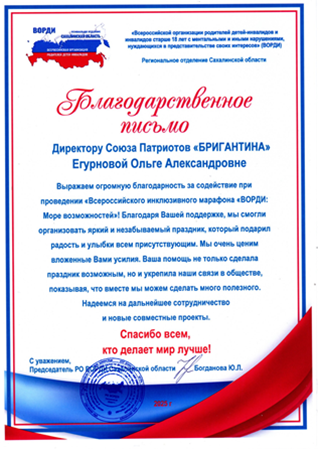 ВОРДИ
САХАЛИНСКАЯ ОБЛАСТЬ
«Всероссийской организации родителей детей-инвалидов и
инвалидов старше 18 лет с ментальными и иными нарушениями,
нуждающихся в представительстве своих интересов» (ВОРДИ)
Региональное отделение Сахалинской области
Благодарственное
письмо
Директору Союза Патриотов «БРИГАНТИНА»
Егурновой Ольге Александровне
Выражаем огромную благодарность за содействие при
проведении «Всероссийского инклюзивного марафона «ВОРДИ:
Море возможностей»! Благодаря Вашей поддержке, мы смогли
организовать яркий и незабываемый праздник, который подарил
радость и улыбки всем присутствующим. Мы очень ценим
вложенные Вами усилия. Ваша помощь не только сделала
праздник возможным, но и укрепила наши связи в обществе,
показывая, что вместе мы можем сделать много полезного.
Надеемся на дальнейшее сотрудничество
и новые совместные проекты.
Спасибо всем,
кто делает мир лучше!
С уважением,
Председатель РО ВОРДИ Сахалинской области Богданова Ю.Л.